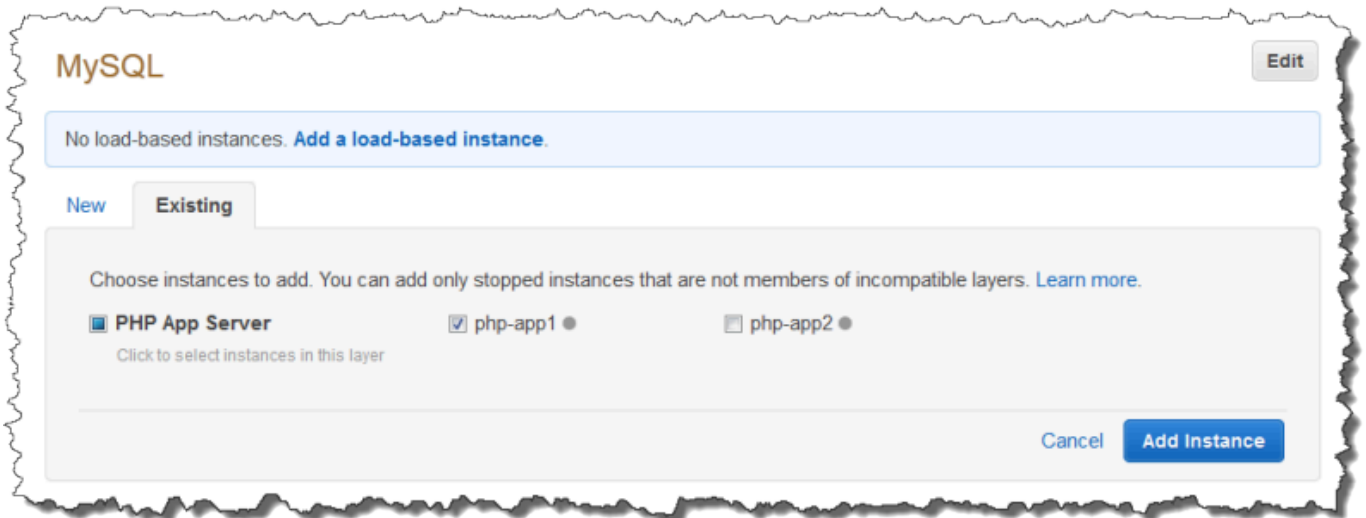 MySQL
Edit
No load-based instances. Add a load-based instance.
New Existing
Choose instances to add. You can add only stopped instances that are not members of incompatible layers. Learn more.
PHP App Server php-app1 php-app2
Click to select instances in this layer
Cancel Add Instance